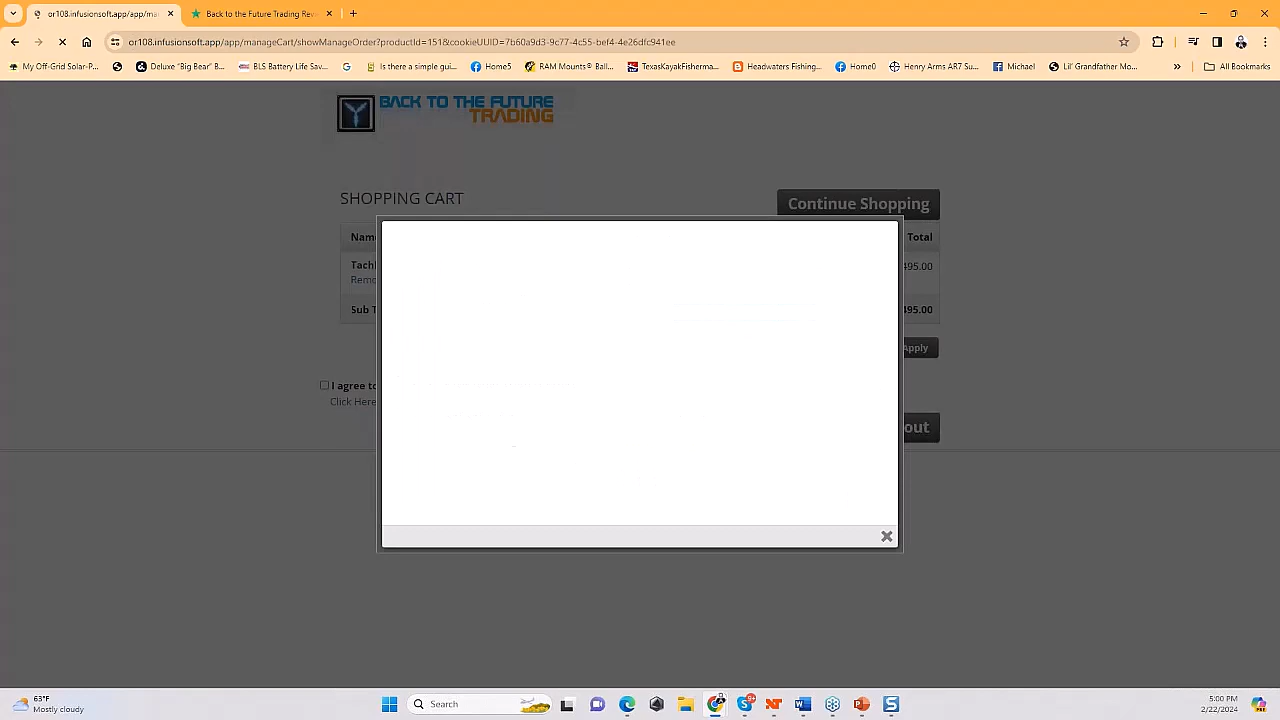 or108.infusionsoft.app/app/ma
Back to the Future Trading Rev
or108.infusionsoft.app/app/manageCart/showManageOrder?productId=151&cookieUUID=7b60a9d3-9c77-4c55-bef4-4e26dfc941ee
My Off-Grid Solar-P...
Deluxe "Big Bear" B...
BLS Battery Life Sav...
Is there a simple gui...
Home5
RAM Mounts® Ball...
TexasKayakFisherma...
Headwaters Fishing,...
Home0
Henry Arms AR7 Su...
Michael
Lil' Grandfather Mo...
»
All Bookmarks
BACK TO THE FUTURE
TRADING
SHOPPING CART
Continue Shopping
Nam
Total
Tach
495.00
Remo
Sub T
495.00
Apply
I agree to
Click Here
out
63°F
Mostly cloudy
Search
5:00 PM
2/22/2024